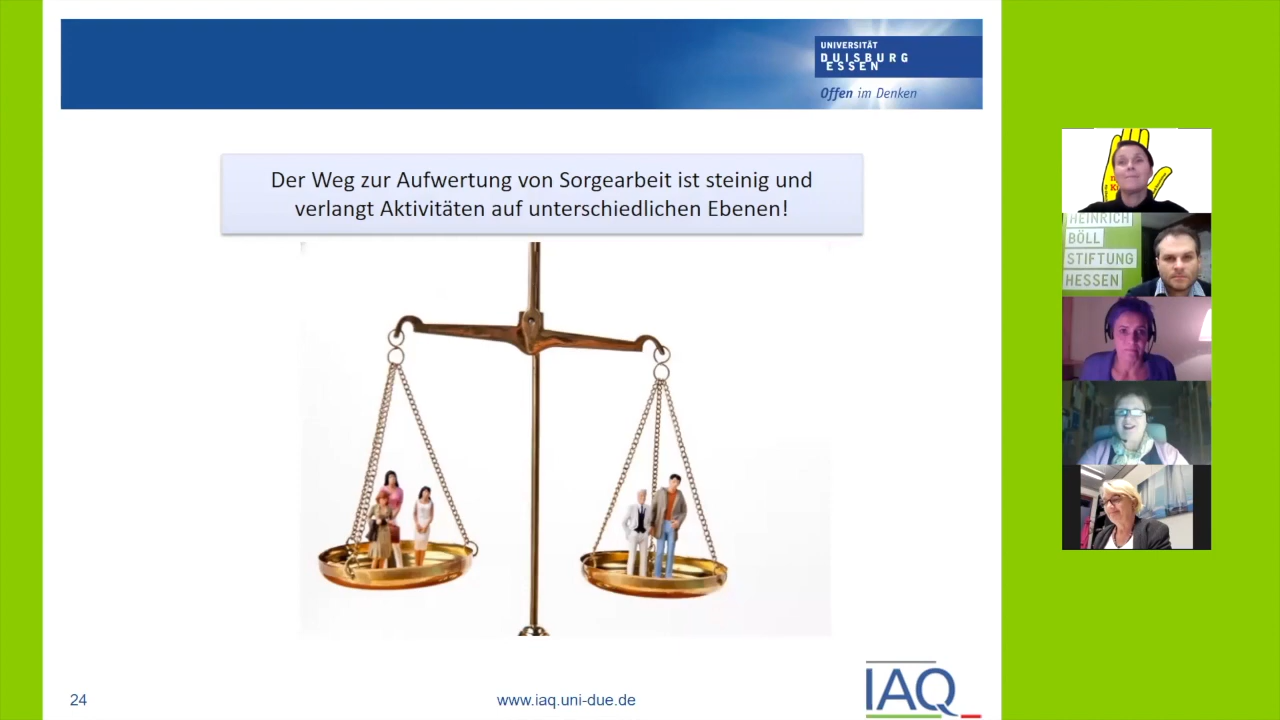 UNIVERSITÄT
DUISBURG
ESSEN
Offen im Denken
Der Weg zur Aufwertung von Sorgearbeit ist steinig und
verlangt Aktivitäten auf unterschiedlichen Ebenen!
HEINRICH
BÖLL
STIFTUNG
HESSEN
24
www.iaq.uni-due.de
IAQ